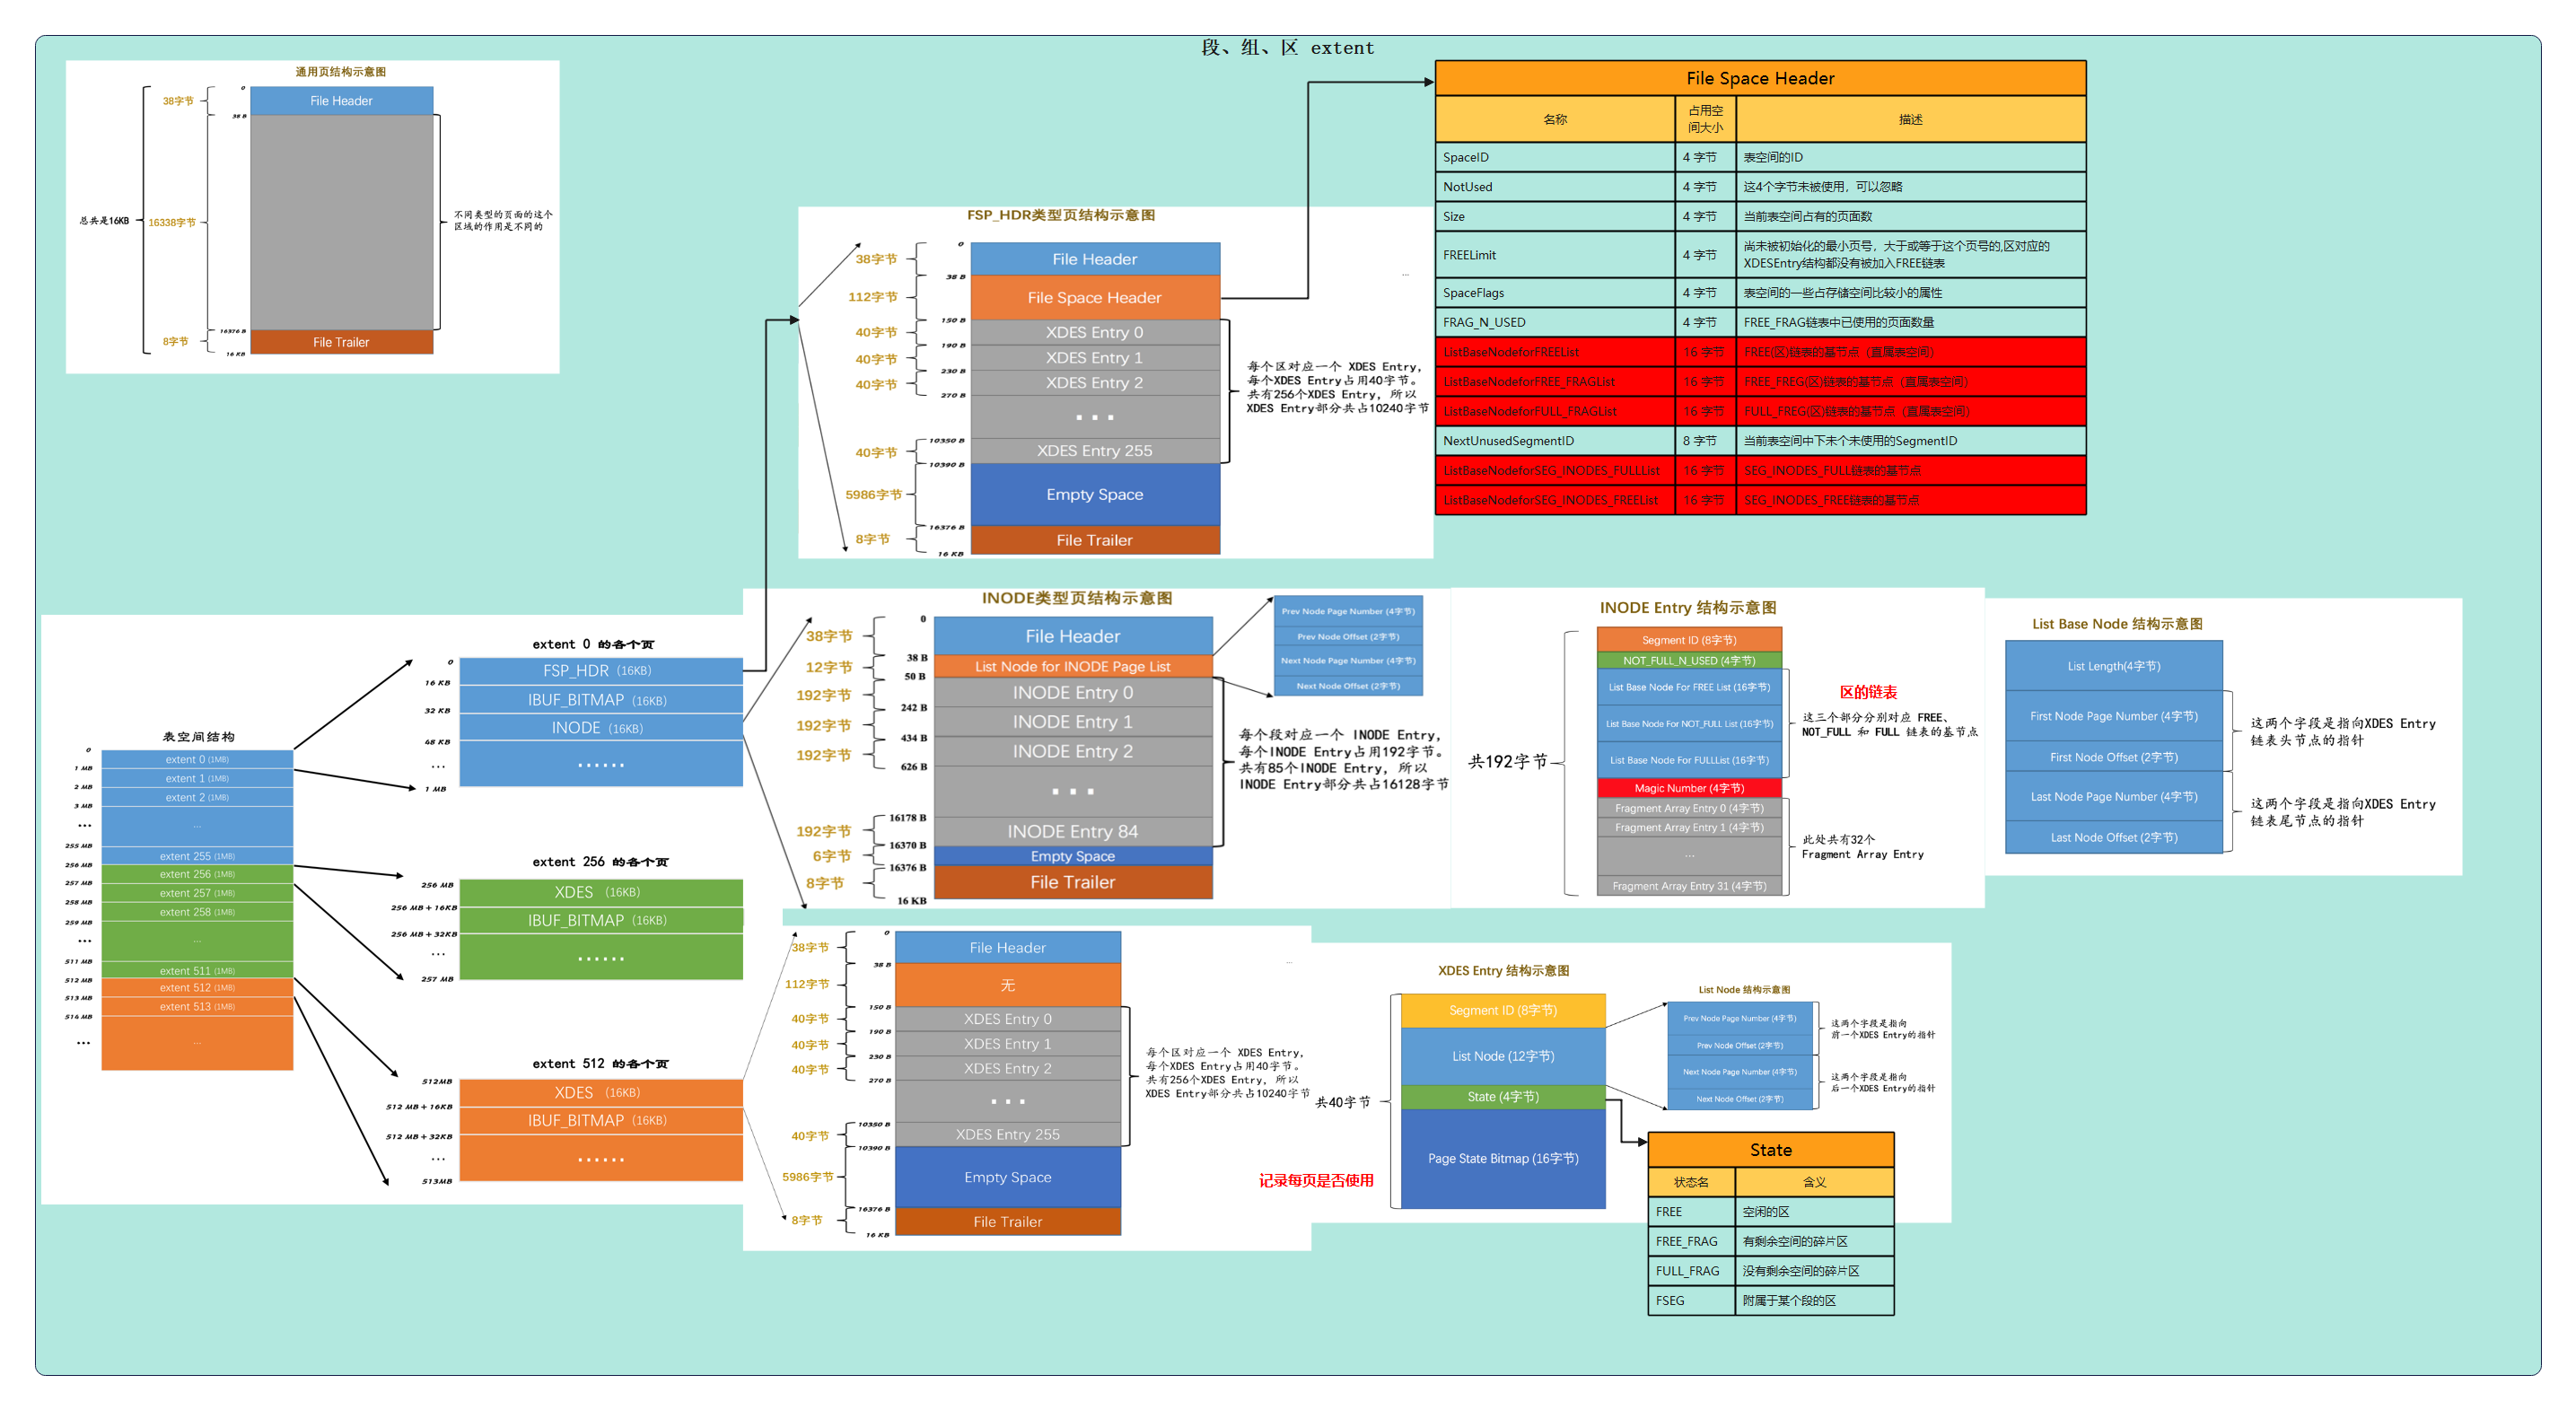 段、组、区 extent
通用页结构示意图
0
38字节
File Header
38 B
总共是16KB
16338字节
不同类型的页面的这个
区域的作用是不同的
16376 B
8字节
File Trailer
16 KB
File Space Header
名称
占用空
间大小
描述
SpaceID
4 字节
表空间的ID
NotUsed
4 字节
这4个字节未被使用，可以忽略
Size
4 字节
当前表空间占有的页面数
FREELimit
4 字节
尚未被初始化的最小页号，大于或等于这个页号的,区对应的
XDESEntry结构都没有被加入FREE链表
SpaceFlags
4 字节
表空间的一些占存储空间比较小的属性
FRAG_N_USED
4 字节
FREE_FRAG链表中已使用的页面数量
ListBaseNodeforFREEList
16 字节
FREE(区)链表的基节点（直属表空间）
ListBaseNodeforFREE_FRAGList
16 字节
FREE_FREG(区)链表的基节点（直属表空间）
ListBaseNodeforFULL_FRAGList
16 字节
FULL_FREG(区)链表的基节点（直属表空间）
NextUnusedSegmentID
8 字节
当前表空间中下未个未使用的SegmentID
ListBaseNodeforSEG_INODES_FULLList
16 字节
SEG_INODES_FULL链表的基节点
ListBaseNodeforSEG_INODES_FREEList
16 字节
SEG_INODES_FREE链表的基节点
FSP_HDR类型页结构示意图
0
38字节
File Header
38 B
112字节
File Space Header
...
150 B
40字节
XDES Entry 0
190 B
40字节
XDES Entry 1
230 B
40字节
XDES Entry 2
270 B
...
每个区对应一个 XDES Entry，
每个XDES Entry占用40字节。
共有256个XDES Entry，所以
XDES Entry部分共占10240字节
10350 B
40字节
XDES Entry 255
10390 B
5986字节
Empty Space
16376 B
8字节
File Trailer
16 KB
表空间结构
0
extent 0 (1MB)
1 MB
extent 1 (1MB)
2 MB
extent 2 (1MB)
3 MB
...
...
255 MB
extent 255 (1MB)
256 MB
extent 256 (1MB)
257 MB
extent 257 (1MB)
258 MB
extent 258 (1MB)
259 MB
...
...
511 MB
extent 511 (1MB)
512 MB
extent 512 (1MB)
513 MB
extent 513 (1MB)
514 MB
...
...
extent 0 的各个页
0
FSP_HDR (16KB)
16 KB
IBUF_BITMAP (16KB)
32 KB
INODE (16KB)
48 KB
...
......
1 MB
extent 256 的各个页
256 MB
XDES (16KB)
256 MB + 16KB
IBUF_BITMAP (16KB)
256 MB + 32KB
...
......
257 MB
extent 512 的各个页
512MB
XDES (16KB)
512 MB + 16KB
IBUF_BITMAP (16KB)
512 MB + 32KB
...
......
513MB
INODE类型页结构示意图
0
38字节
File Header
38 B
12字节
List Node for INODE Page List
50 B
192字节
INODE Entry 0
242 B
192字节
INODE Entry 1
434 B
192字节
INODE Entry 2
626 B
...
每个段对应一个 INODE Entry，
每个INODE Entry占用192字节。
共有85个INODE Entry，所以
INODE Entry部分共占16128字节
16178 B
192字节
INODE Entry 84
16370 B
6字节
Empty Space
16376 B
8字节
File Trailer
16 KB
Prev Node Page Number (4字节)
Prev Node Offset (2字节)
Next Node Page Number (4字节)
Next Node Offset (2字节)
INODE Entry 结构示意图
Segment ID (8字节)
NOT_FULL_N_USED (4字节)
List Base Node For FREE List (16字节)
List Base Node For NOT_FULL List (16字节)
List Base Node For FULLList (16字节)
Magic Number (4字节)
Fragment Array Entry 0 (4字节)
Fragment Array Entry 1 (4字节)
...
Fragment Array Entry 31 (4字节)
共192字节
区的链表
这三个部分分别对应 FREE、
NOT_FULL 和 FULL 链表的基节点
此处共有32个
Fragment Array Entry
List Base Node 结构示意图
List Length(4字节)
First Node Page Number (4字节)
First Node Offset (2字节)
Last Node Page Number (4字节)
Last Node Offset (2字节)
这两个字段是指向XDES Entry
链表头节点的指针
这两个字段是指向XDES Entry
链表尾节点的指针
0
38字节
File Header
38 B
112字节
无
...
150 B
40字节
XDES Entry 0
190 B
40字节
XDES Entry 1
230 B
40字节
XDES Entry 2
270 B
...
每个区对应一个 XDES Entry，
每个XDES Entry占用40字节。
共有256个XDES Entry，所以
XDES Entry部分共占10240字节
10350 B
40字节
XDES Entry 255
10390 B
5986字节
Empty Space
16376 B
8字节
File Trailer
16 KB
XDES Entry 结构示意图
Segment ID (8字节)
List Node (12字节)
State (4字节)
Page State Bitmap (16字节)
共40字节
记录每页是否使用
List Node 结构示意图
Prev Node Page Number (4字节)
Prev Node Offset (2字节)
Next Node Page Number (4字节)
Next Node Offset (2字节)
这两个字段是指向
前一个XDES Entry的指针
这两个字段是指向
后一个XDES Entry的指针
State
状态名
含义
FREE
空闲的区
FREE_FRAG
有剩余空间的碎片区
FULL_FRAG
没有剩余空间的碎片区
FSEG
附属于某个段的区